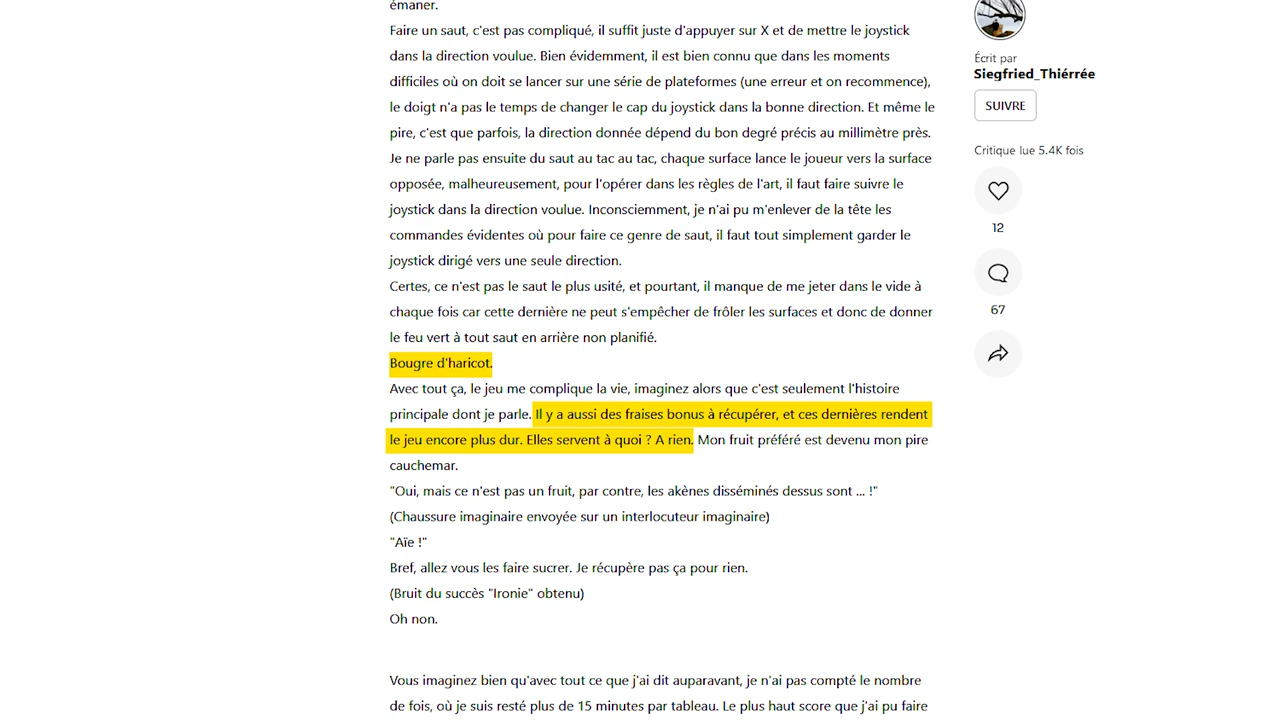 émaner.
Faire un saut, c'est pas compliqué, il suffit juste d'appuyer sur X et de mettre le joystick
dans la direction voulue. Bien évidemment, il est bien connu que dans les moments
difficiles où on doit se lancer sur une série de plateformes (une erreur et on recommence),
le doigt n'a pas le temps de changer le cap du joystick dans la bonne direction. Et même le
pire, c'est que parfois, la direction donnée dépend du bon degré précis au millimètre près.
Je ne parle pas ensuite du saut au tac au tac, chaque surface lance le joueur vers la surface
opposée, malheureusement, pour l'opérer dans les règles de l'art, il faut faire suivre le
joystick dans la direction voulue. Inconsciemment, je n'ai pu m'enlever de la tête les
commandes évidentes où pour faire ce genre de saut, il faut tout simplement garder le
joystick dirigé vers une seule direction.
Certes, ce n'est pas le saut le plus usité, et pourtant, il manque de me jeter dans le vide à
chaque fois car cette dernière ne peut s'empêcher de frôler les surfaces et donc de donner
le feu vert à tout saut en arrière non planifié.
Bougre d'haricot.
Avec tout ça, le jeu me complique la vie, imaginez alors que c'est seulement l'histoire
principale dont je parle. Il y a aussi des fraises bonus à récupérer, et ces dernières rendent
le jeu encore plus dur. Elles servent à quoi ? A rien. Mon fruit préféré est devenu mon pire
cauchemar.
"Oui, mais ce n'est pas un fruit, par contre, les akènes disséminés dessus sont ... !"
(Chaussure imaginaire envoyée sur un interlocuteur imaginaire)
"Aïe !"
Bref, allez vous les faire sucrer. Je récupère pas ça pour rien.
(Bruit du succès "Ironie" obtenu)
Oh non.
Vous imaginez bien qu'avec tout ce que j'ai dit auparavant, je n'ai pas compté le nombre
de fois, où je suis resté plus de 15 minutes par tableau. Le plus haut score que j'ai pu faire
Écrit par
Siegfried_Thiérrée
SUIVRE
Critique lue 5.4K fois
12
67